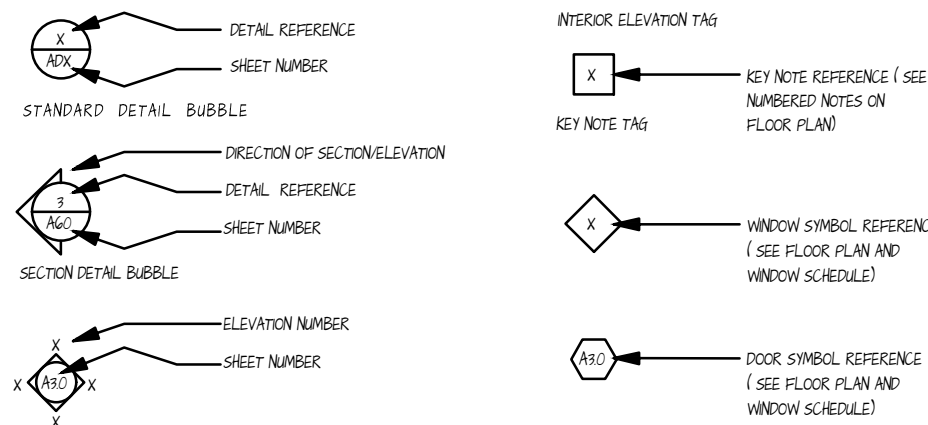 X
ADX
DETAIL REFERENCE
SHEET NUMBER
STANDARD DETAIL BUBBLE
DIRECTION OF SECTION/ELEVATION
3
A6.0
DETAIL REFERENCE
SHEET NUMBER
SECTION DETAIL BUBBLE
ELEVATION NUMBER
SHEET NUMBER
X
X A3.0 X
X
INTERIOR ELEVATION TAG
X
KEY NOTE REFERENCE ( SEE
NUMBERED NOTES ON
FLOOR PLAN)
KEY NOTE TAG
X
WINDOW SYMBOL REFERENC
( SEE FLOOR PLAN AND
WINDOW SCHEDULE)
A3.0
DOOR SYMBOL REFERENCE
( SEE FLOOR PLAN AND
WINDOW SCHEDULE)